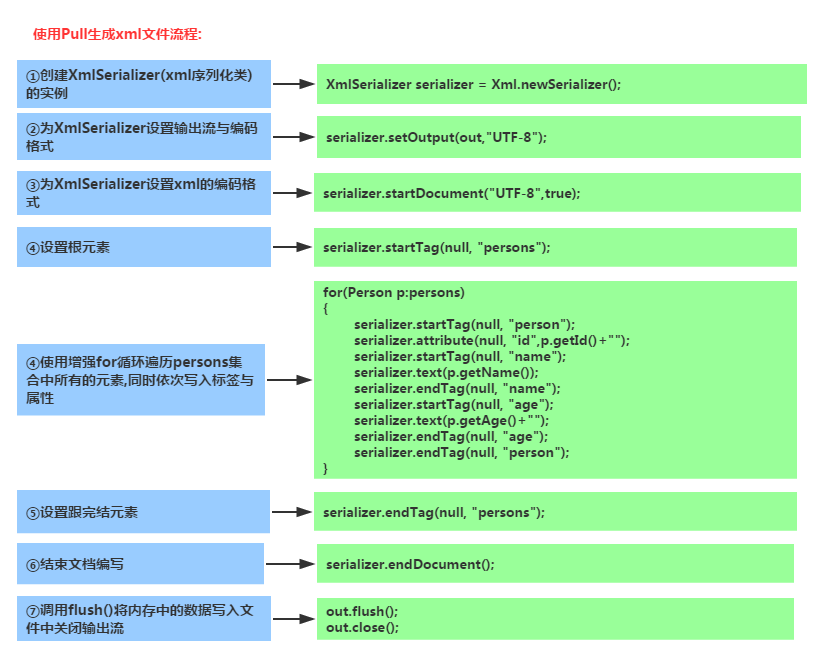 使用Pull生成xml文件流程:
①创建XmlSerializer(xml序列化类)
的实例
XmlSerializer serializer = Xml.newSerializer();
②为XmlSerializer设置输出流与编码
格式
serializer.setOutput(out,"UTF-8");
③为XmlSerializer设置xml的编码格
式
serializer.startDocument("UTF-8",true);
④设置根元素
serializer.startTag(null, "persons");
④使用增强for循环遍历persons集
合中所有的元素,同时依次写入标签与
属性
for(Person p:persons)
{
serializer.startTag(null, "person");
serializer.attribute(null, "id",p.getId()+"");
serializer.startTag(null, "name");
serializer.text(p.getName());
serializer.endTag(null, "name");
serializer.startTag(null, "age");
serializer.text(p.getAge()+"");
serializer.endTag(null, "age");
serializer.endTag(null, "person");
}
⑤设置跟完结元素
serializer.endTag(null, "persons");
⑥结束文档编写
serializer.endDocument();
⑦调用flush()将内存中的数据写入文
件中关闭输出流
out.flush();
out.close();